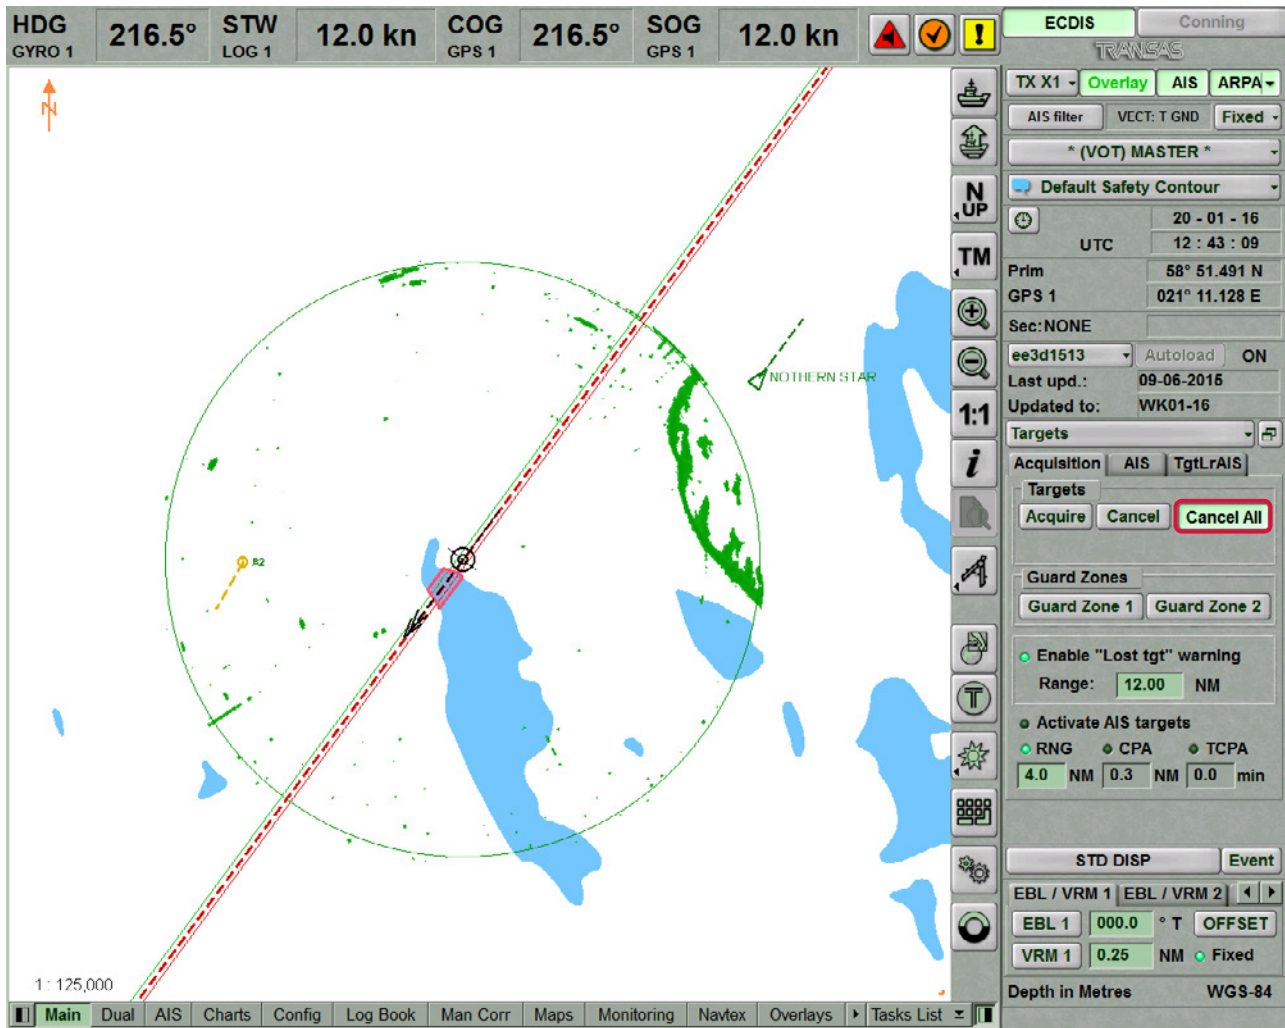 HDG 216.5° STW 12.0 kn COG 216.5° SOG 12.0 kn
GYRO 1 LOG 1 GPS 1 GPS 1
ECDIS Conning
TRANSAS
TX X1 Overlay AIS ARPA
AIS filter VECT: T GND Fixed
* (VOT) MASTER *
Default Safety Contour
20 - 01 - 16
UTC 12 : 43 : 09
Prim 58° 51.491 N
GPS 1 021° 11.128 E
Sec: NONE
ee3d1513 Autoload ON
Last upd.: 09-06-2015
Updated to: WK01-16
Targets
Acquisition AIS TgtLrAIS
Targets
Acquire Cancel Cancel All
Guard Zones
Guard Zone 1 Guard Zone 2
Enable "Lost tgt" warning
Range: 12.00 NM
Activate AIS targets
RNG CPA TCPA
4.0 NM 0.3 NM 0.0 min
STD DISP Event
EBL / VRM 1 EBL / VRM 2
EBL 1 000.0 ° T OFFSET
VRM 1 0.25 NM Fixed
Depth in Metres WGS-84
N
N
UP
TM
1:1
i
T
NOTHERN STAR
1 : 125,000
Main Dual AIS Charts Config Log Book Man Corr Maps Monitoring Navtex Overlays Tasks List